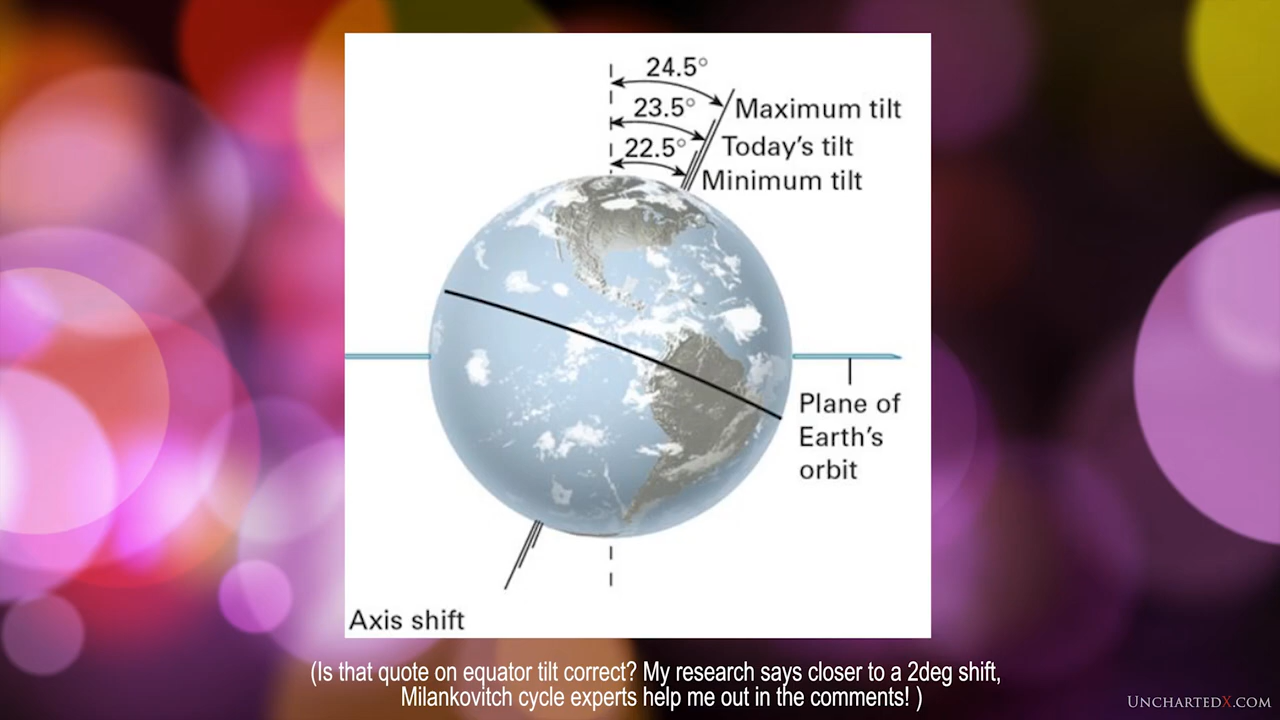 24.5°
Maximum tilt
23.5°
Today's tilt
22.5°
Minimum tilt
Plane of
Earth's
orbit
Axis shift
(Is that quote on equator tilt correct? My research says closer to a 2deg shift,
Milankovitch cycle experts help me out in the comments! )
UNCHARTEDX.COM